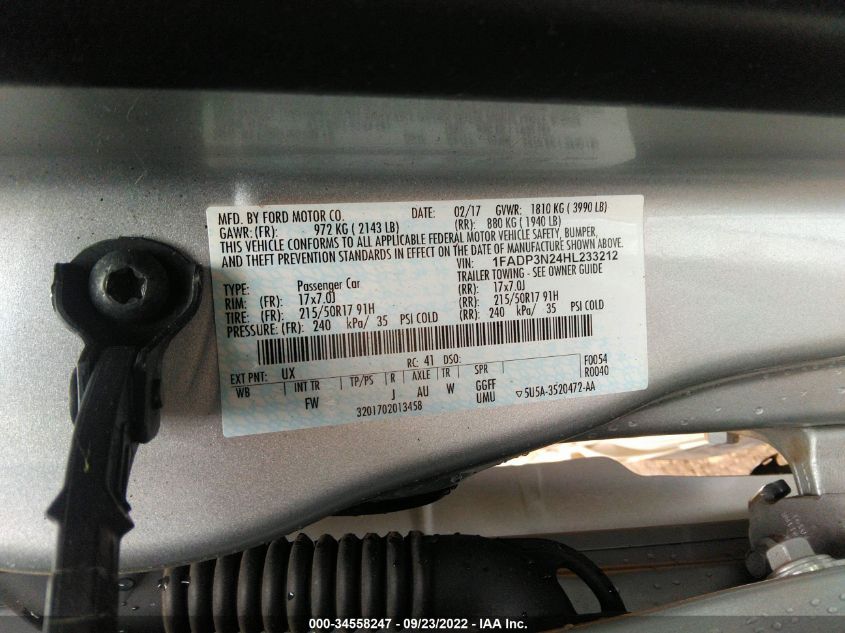 MFD. BY FORD MOTOR CO. DATE: 02/17 GVWR: 1810 KG ( 3990 LB)
GAWR: (FR): 972 KG ( 2143 LB) (RR): 880 KG ( 1940 LB)
THIS VEHICLE CONFORMS TO ALL APPLICABLE FEDERAL MOTOR VEHICLE SAFETY, BUMPER,
AND THEFT PREVENTION STANDARDS IN EFFECT ON THE DATE OF MANUFACTURE SHOWN ABOVE.
VIN: 1FADP3N24HL233212
TYPE: Passenger Car TRAILER TOWING - SEE OWNER GUIDE
RIM: (FR): 17x7.0J (RR): 17x7.0J
TIRE: (FR): 215/50R17 91H (RR): 215/50R17 91H
PRESSURE: (FR): 240 kPa/ 35 PSI COLD (RR): 240 kPa/ 35 PSI COLD
EXT PNT: UX RC: 41 DSO: F0054
WB INT TR TP/PS R AXLE TR SPR R0040
FW J AU W GGFF
UMU ▽5U5A-3520472-AA
3201702013458
000-34558247 - 09/23/2022 - IAA Inc.